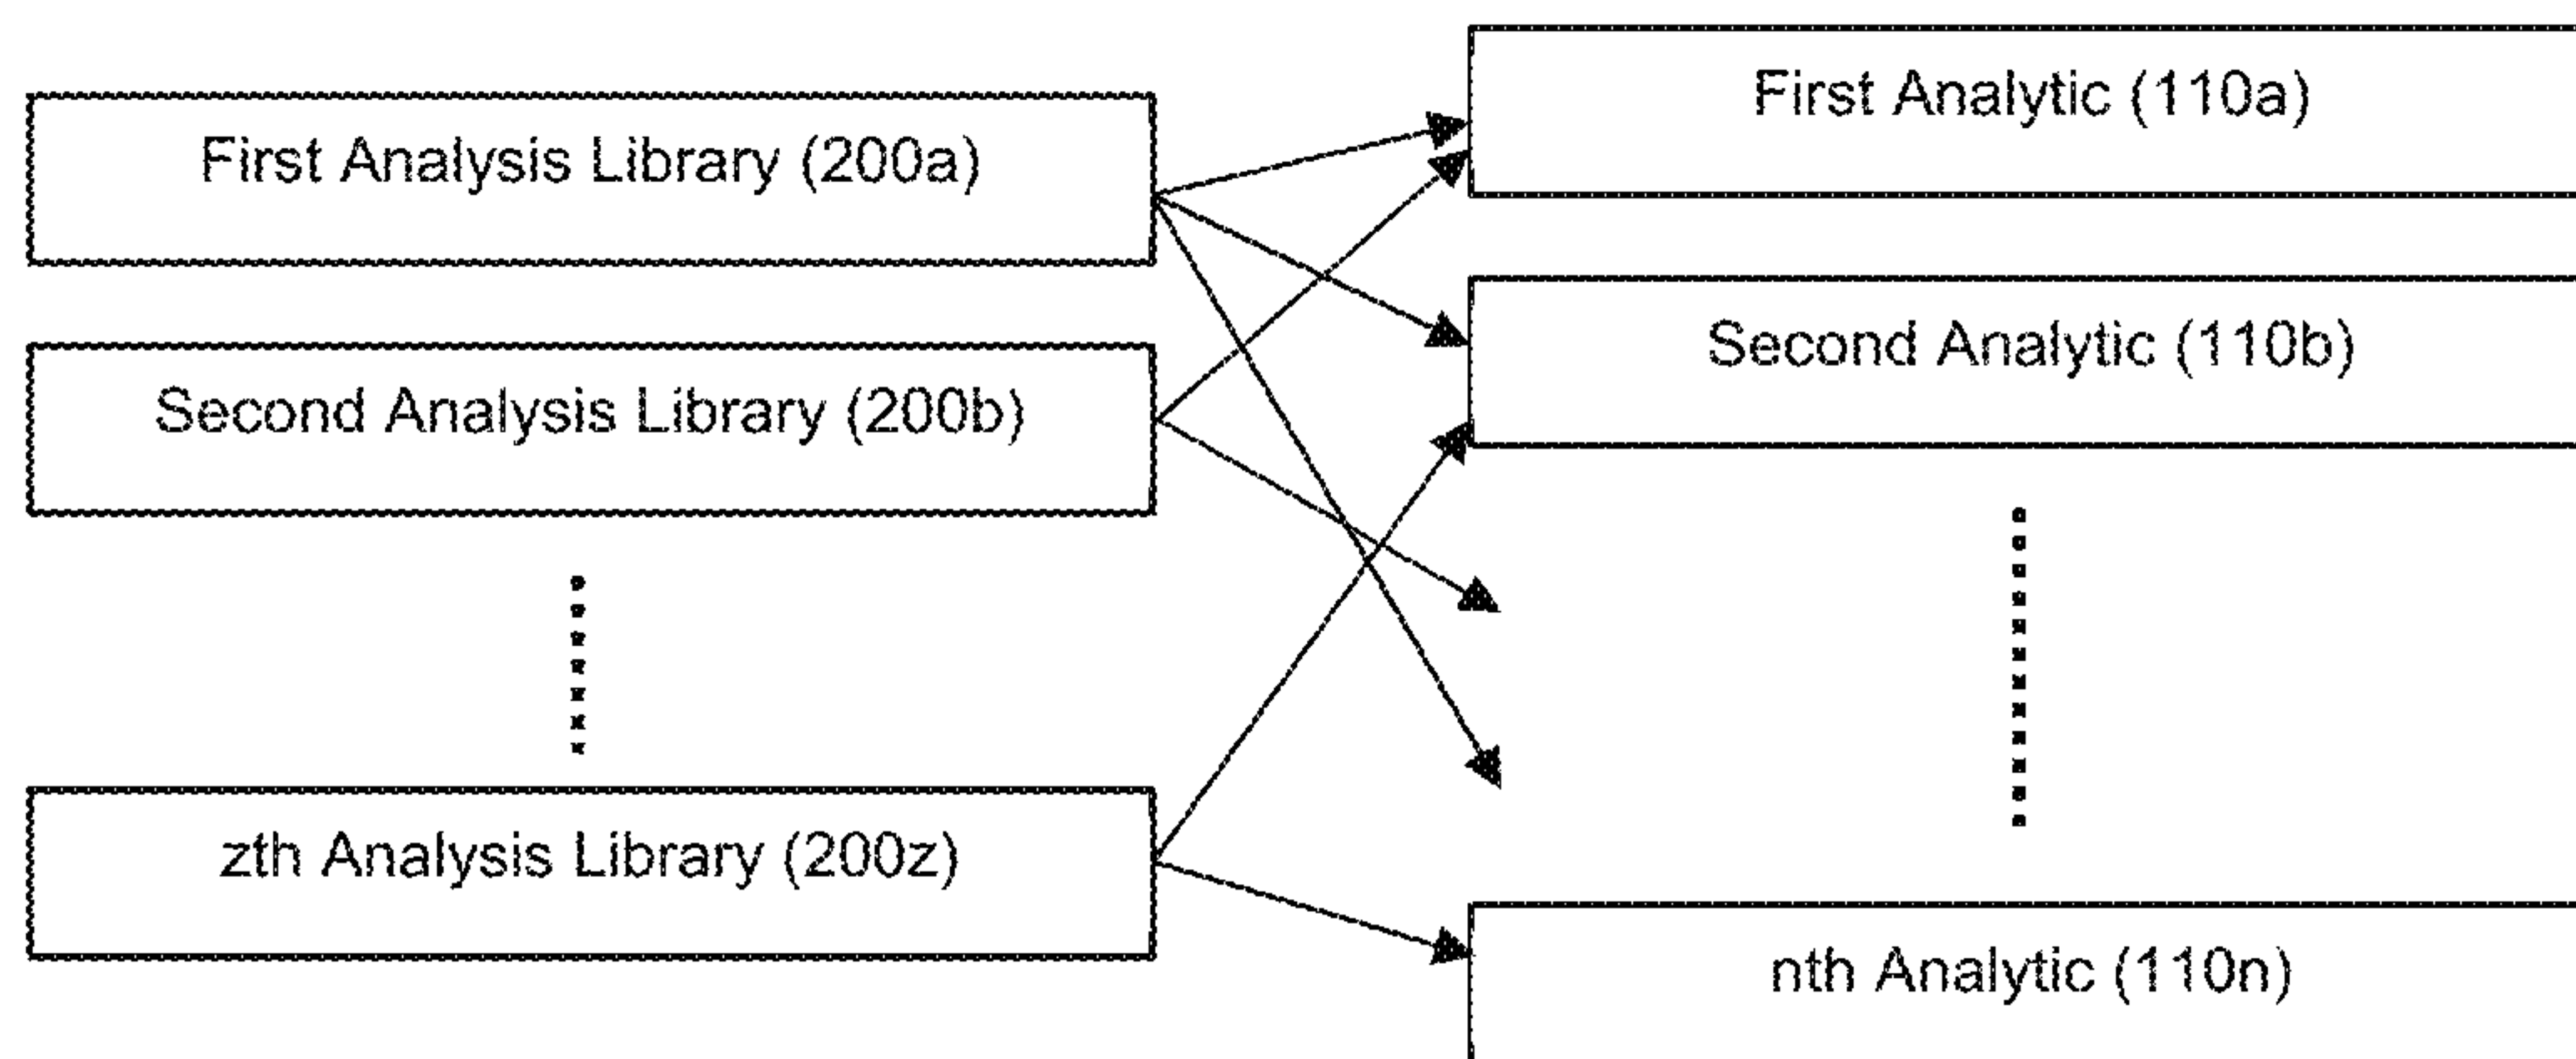 First Analysis Library (200a)
Second Analysis Library (200b)
zth Analysis Library (200z)
First Analytic (110a)
Second Analytic (110b)
nth Analytic (110n)